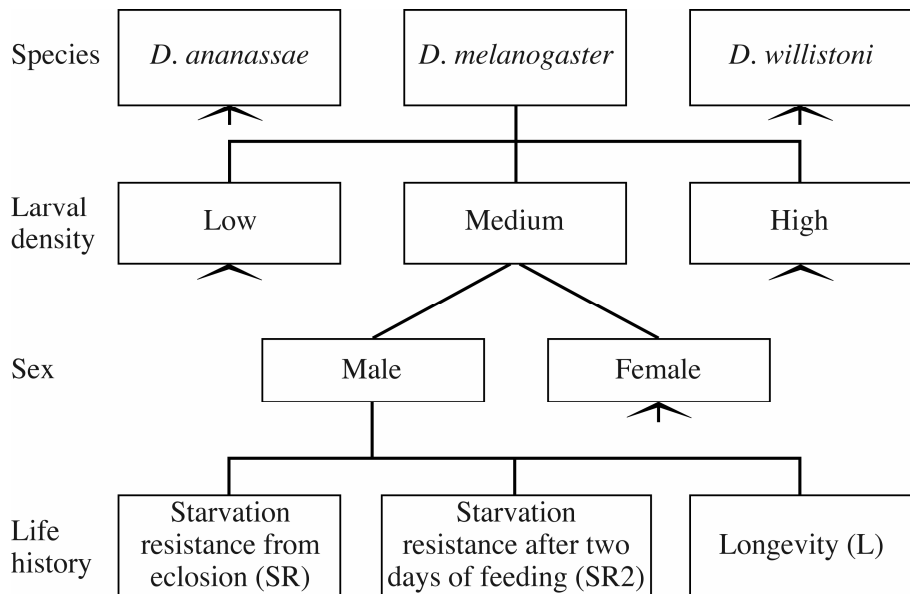 Species
D. ananassae
D. melanogaster
D. willistoni
Larval
density
Low
Medium
High
Sex
Male
Female
Life
history
Starvation
resistance from
eclosion (SR)
Starvation
resistance after two
days of feeding (SR2)
Longevity (L)